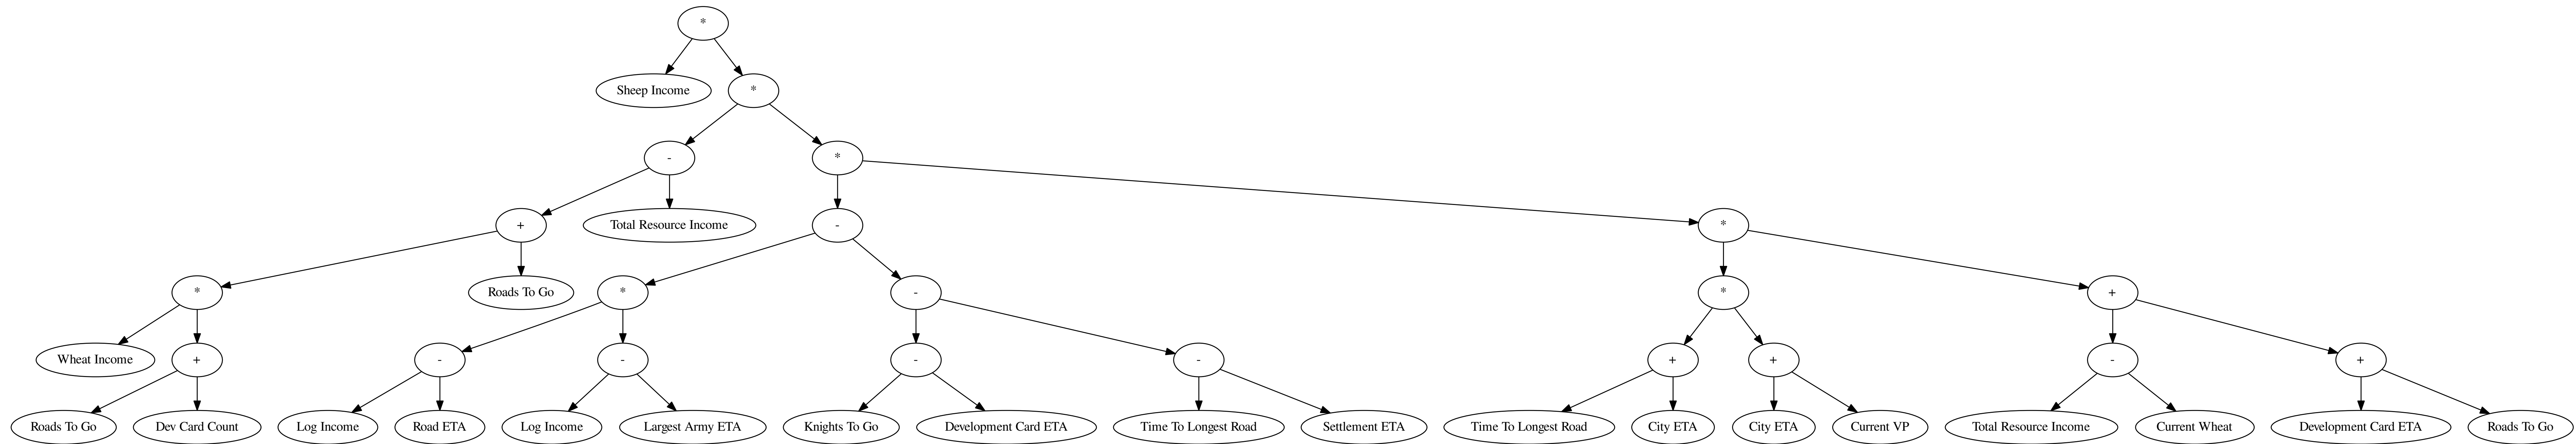 *
Sheep Income
*
-
*
+
Total Resource Income
-
*
*
Roads To Go
*
-
*
+
Wheat Income
+
-
-
-
-
+
+
-
+
Roads To Go
Dev Card Count
Log Income
Road ETA
Log Income
Largest Army ETA
Knights To Go
Development Card ETA
Time To Longest Road
Settlement ETA
Time To Longest Road
City ETA
City ETA
Current VP
Total Resource Income
Current Wheat
Development Card ETA
Roads To Go